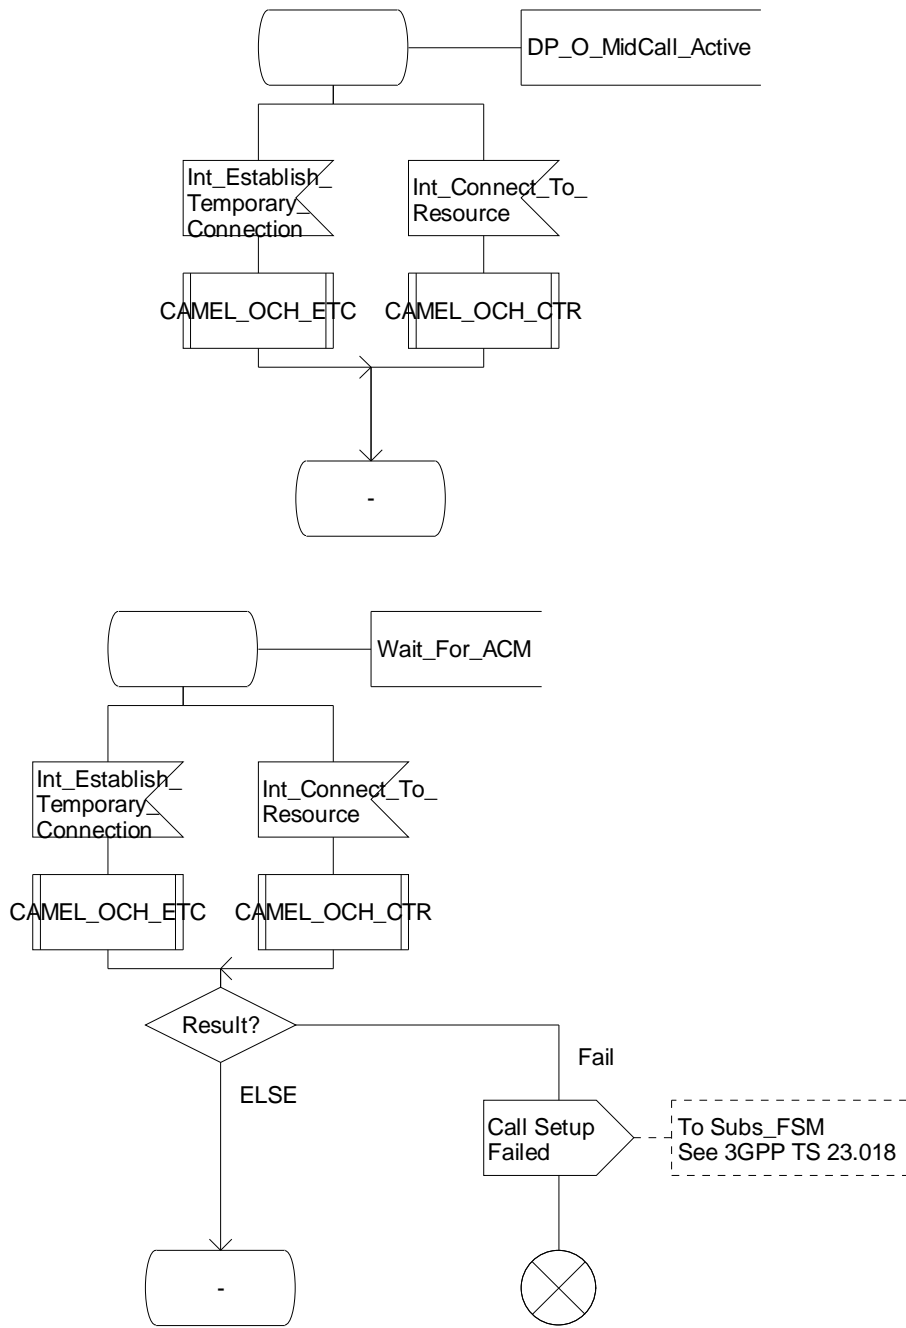 DP_O_MidCall_Active
Int_Establish_
Temporary_
Connection
Int_Connect_To_
Resource
CAMEL_OCH_ETC
CAMEL_OCH_CTR
-
Wait_For_ACM
Int_Establish_
Temporary_
Connection
Int_Connect_To_
Resource
CAMEL_OCH_ETC
CAMEL_OCH_CTR
Result?
Fail
ELSE
Call Setup
Failed
To Subs_FSM
See 3GPP TS 23.018
-